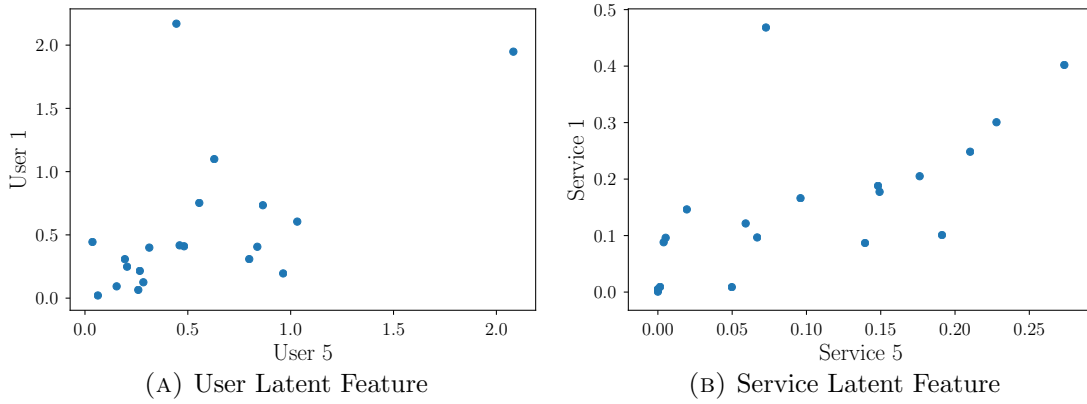 2.0
1.5
1.0
0.5
0.0
User 1
0.0 0.5 1.0 1.5 2.0
User 5
(A) User Latent Feature
0.5
0.4
0.3
0.2
0.1
0.0
Service 1
0.00 0.05 0.10 0.15 0.20 0.25
Service 5
(B) Service Latent Feature